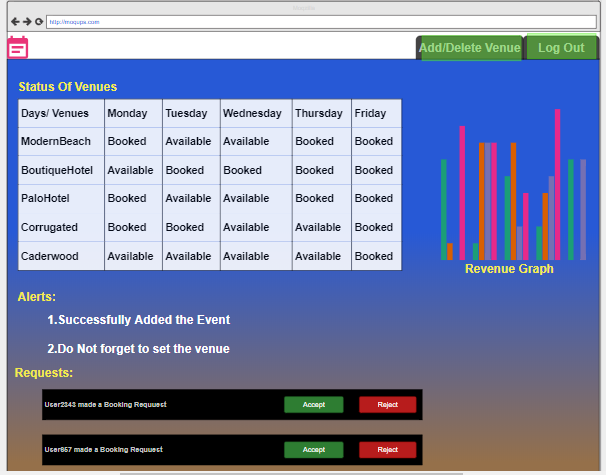 http://moqups.com
Add/Delete Venue Log Out
Status Of Venues
Days/ Venues Monday Tuesday Wednesday Thursday Friday
ModernBeach Booked Available Available Booked Booked
BoutiqueHotel Available Booked Booked Booked Booked
PaloHotel Booked Available Available Booked Booked
Corrugated Booked Booked Available Available Booked
Caderwood Available Available Available Available Booked
Revenue Graph
Alerts:
1.Successfully Added the Event
2.Do Not forget to set the venue
Requests:
User2343 made a Booking Requuest Accept Reject
User667 made a Booking Requuest Accept Reject